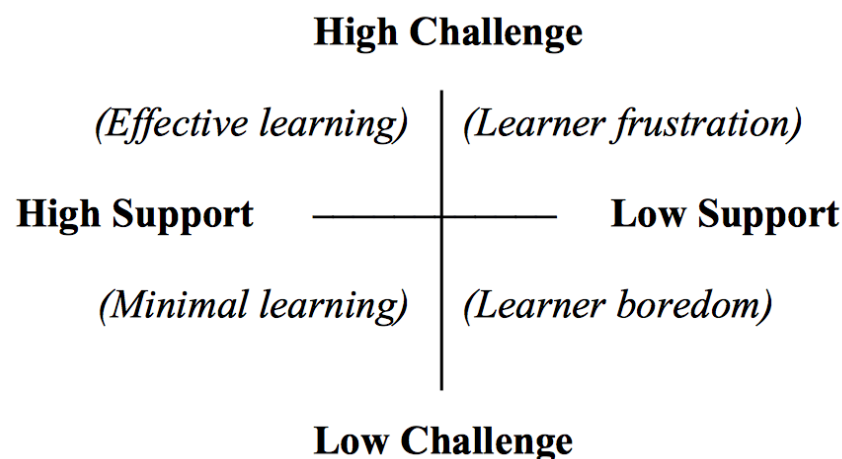 High Challenge
(Effective learning) (Learner frustration)
High Support Low Support
(Minimal learning) (Learner boredom)
Low Challenge